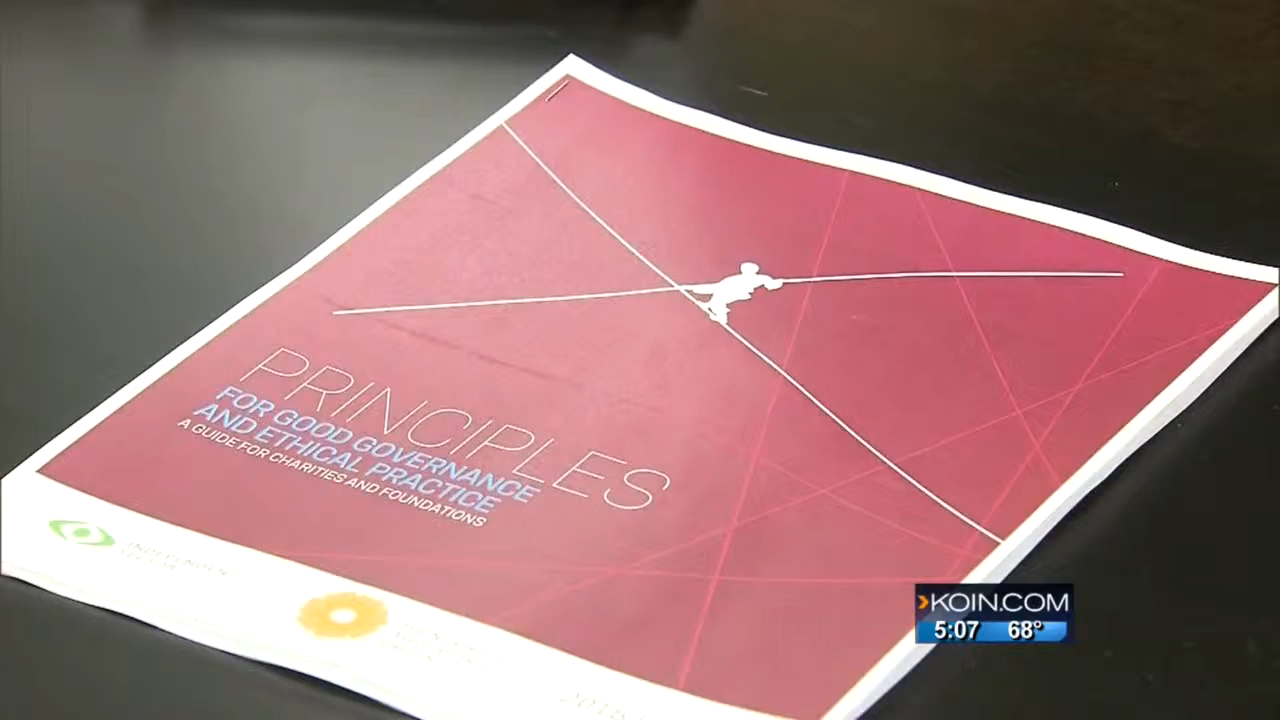 PRINCIPLES
FOR GOOD GOVERNANCE
AND ETHICAL PRACTICE
A GUIDE FOR CHARITIES AND FOUNDATIONS
KOIN.COM
5:07 68°